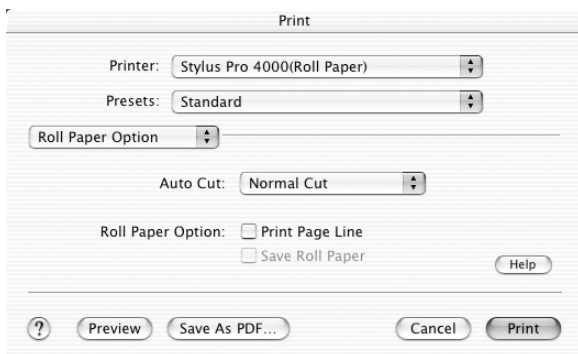 Print
Printer: Stylus Pro 4000(Roll Paper)
Presets: Standard
Roll Paper Option
Auto Cut: Normal Cut
Roll Paper Option: Print Page Line
Save Roll Paper
Help
? Preview Save As PDF... Cancel Print